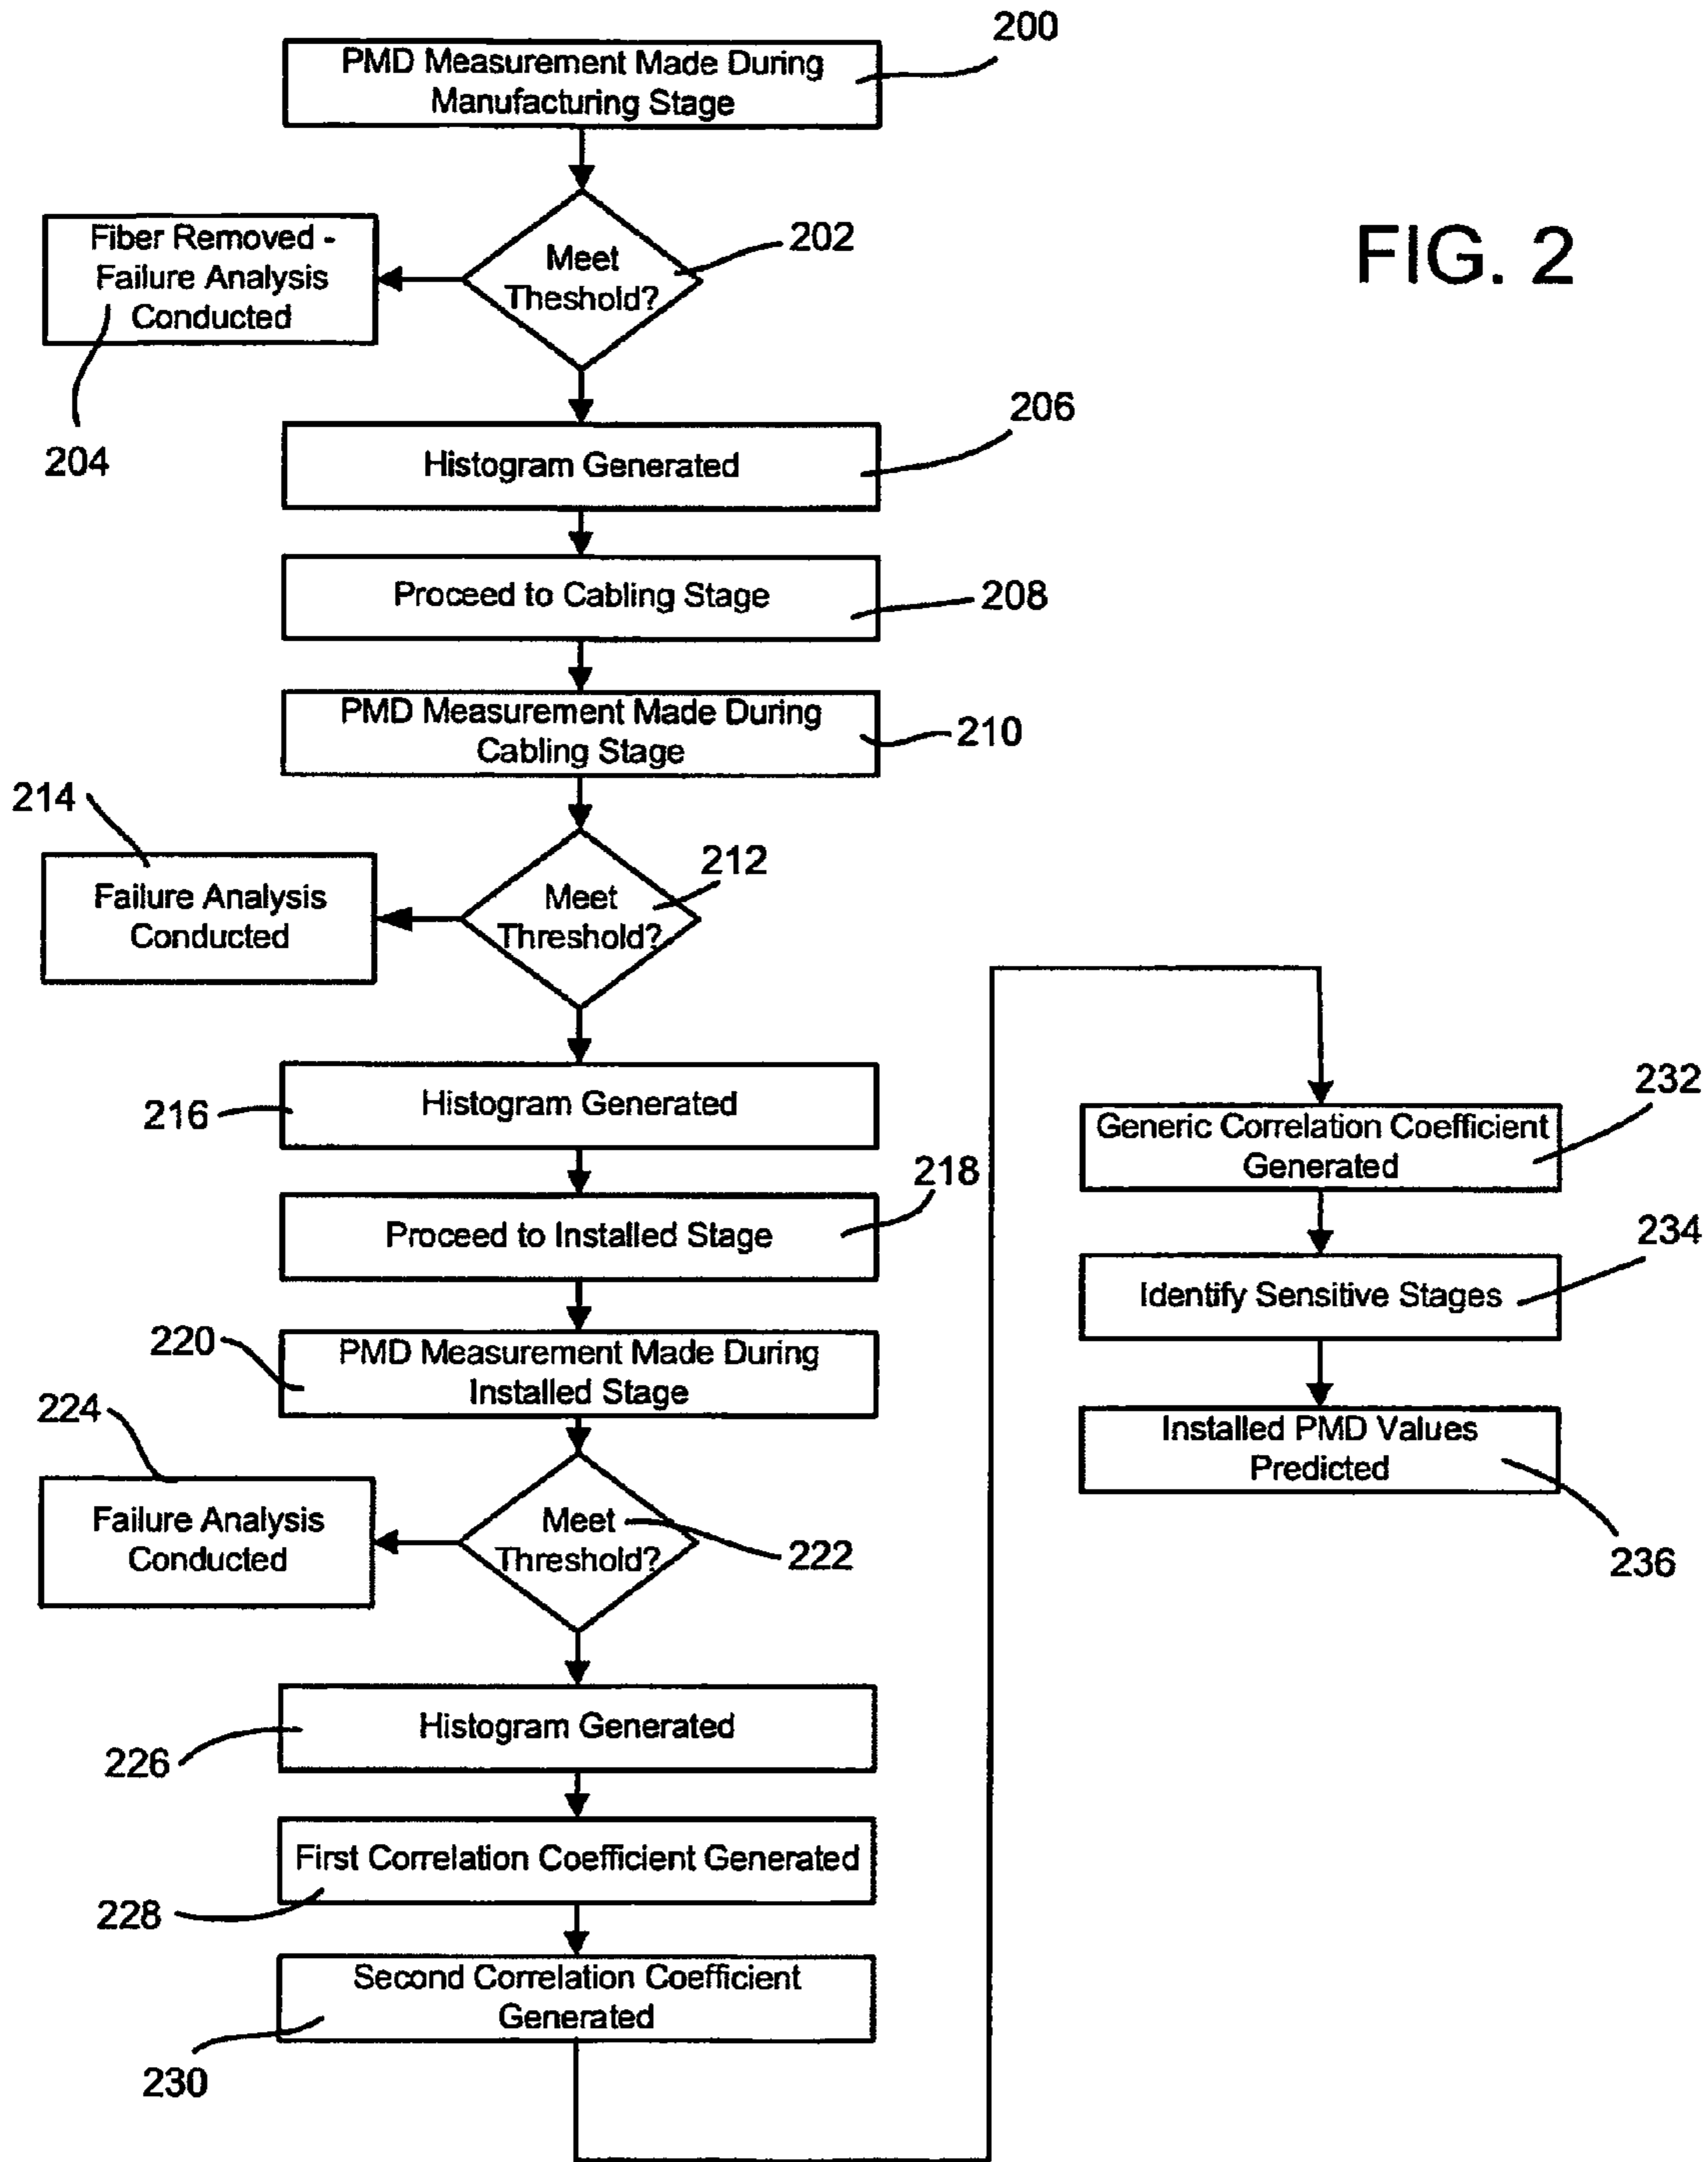 200
PMD Measurement Made During
Manufacturing Stage
FIG. 2
202
Meet
Theshold?
Fiber Removed -
Failure Analysis
Conducted
204
206
Histogram Generated
Proceed to Cabling Stage
208
PMD Measurement Made During
Cabling Stage
210
214
212
Meet
Threshold?
Failure Analysis
Conducted
216
Histogram Generated
218
Proceed to Installed Stage
220
PMD Measurement Made During
Installed Stage
224
Meet
Threshold?
222
Failure Analysis
Conducted
Histogram Generated
226
First Correlation Coefficient Generated
228
Second Correlation Coefficient
Generated
230
232
Generic Correlation Coefficient
Generated
234
Identify Sensitive Stages
Installed PMD Values
Predicted
236